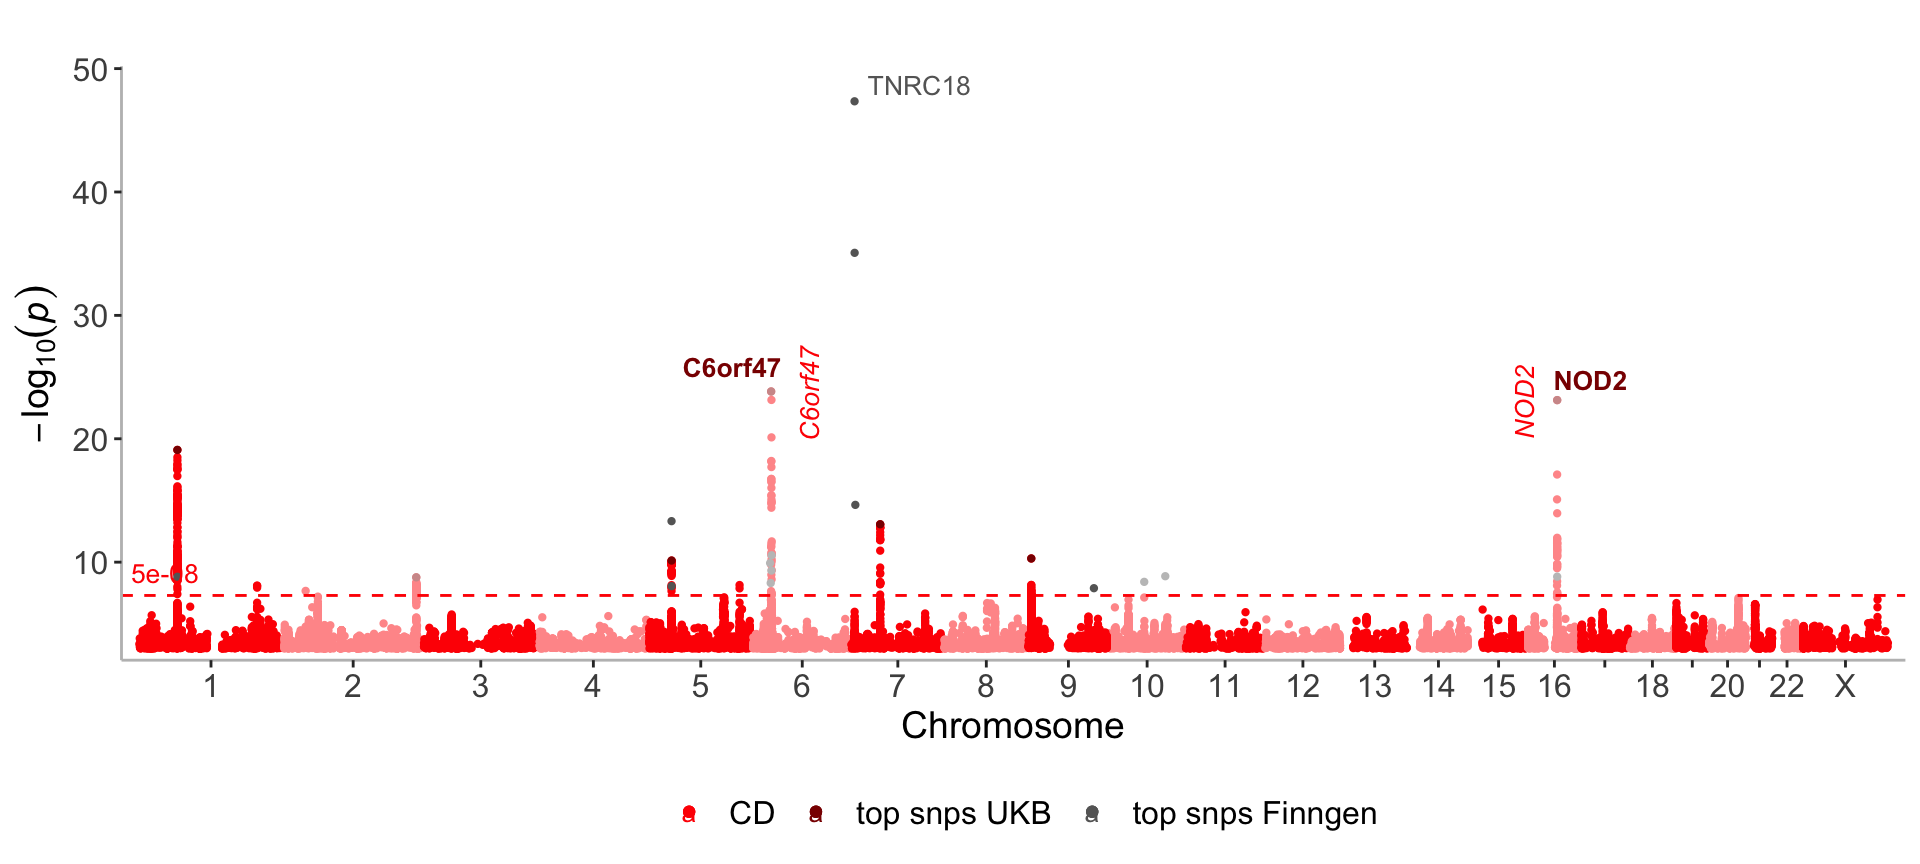 50
TNRC18
40
30
C6orf47
C6orf47
NOD2
NOD2
20
10
5e-08
−log10(p)
1 2 3 4 5 6 7 8 9 10 11 12 13 14 15 16 18 20 22 X
Chromosome
a CD a top snps UKB a top snps Finngen